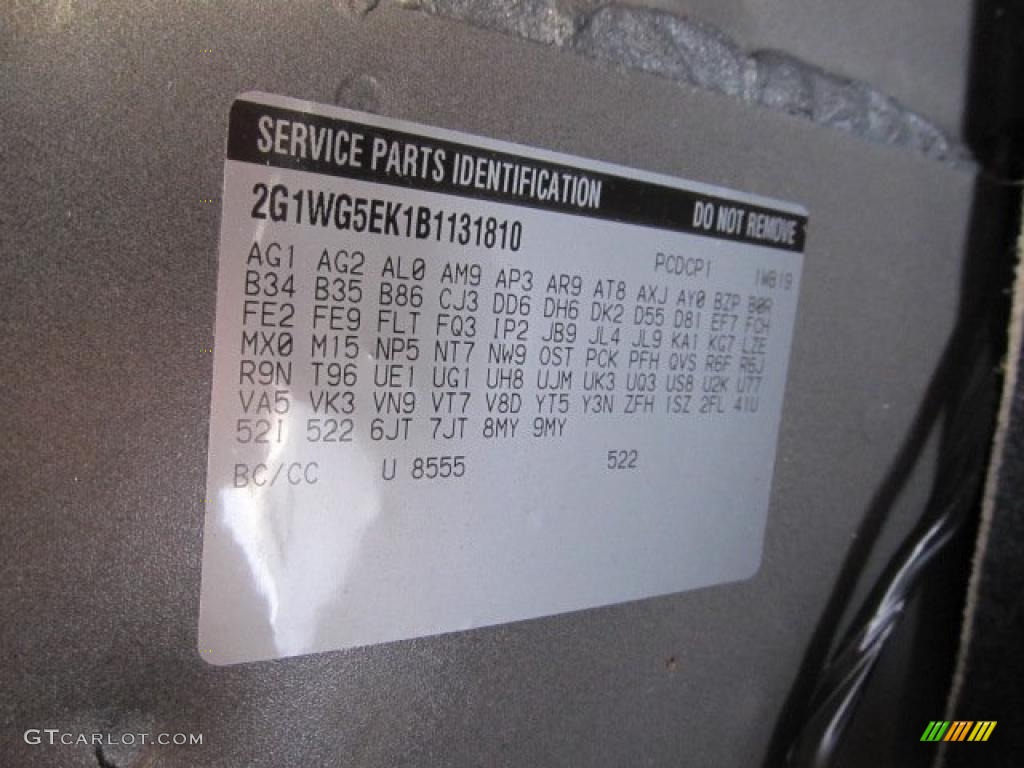 SERVICE PARTS IDENTIFICATION DO NOT REMOVE
2G1WG5EK1B1131810
PCDCP1 1WB19
AG1 AG2 AL0 AM9 AP3 AR9 AT8 AXJ AY0 BZP B0R
B34 B35 B86 CJ3 DD6 DH6 DK2 D55 D81 EF7 FCH
FE2 FE9 FLT FQ3 IP2 JB9 JL4 JL9 KA1 KG7 LZE
MX0 M15 NP5 NT7 NW9 OST PCK PFH QVS R6F R6J
R9N T96 UE1 UG1 UH8 UJM UK3 UQ3 US8 U2K U77
VA5 VK3 VN9 VT7 V8D YT5 Y3N ZFH 1SZ 2FL 41U
52I 522 6JT 7JT 8MY 9MY
BC/CC U 8555 522
GTCARLOT.COM